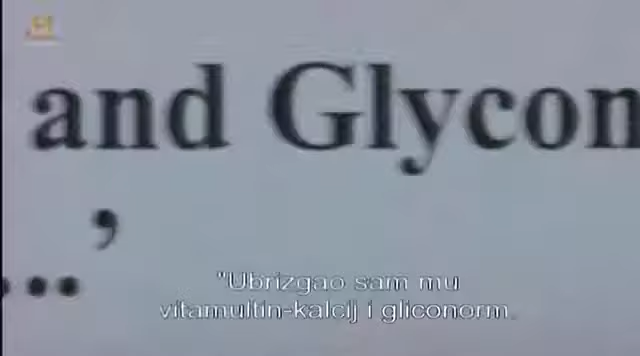 and Glycon
...’
"Ubrizgao sam mu
vitamultin-kalcij i gliconorm.